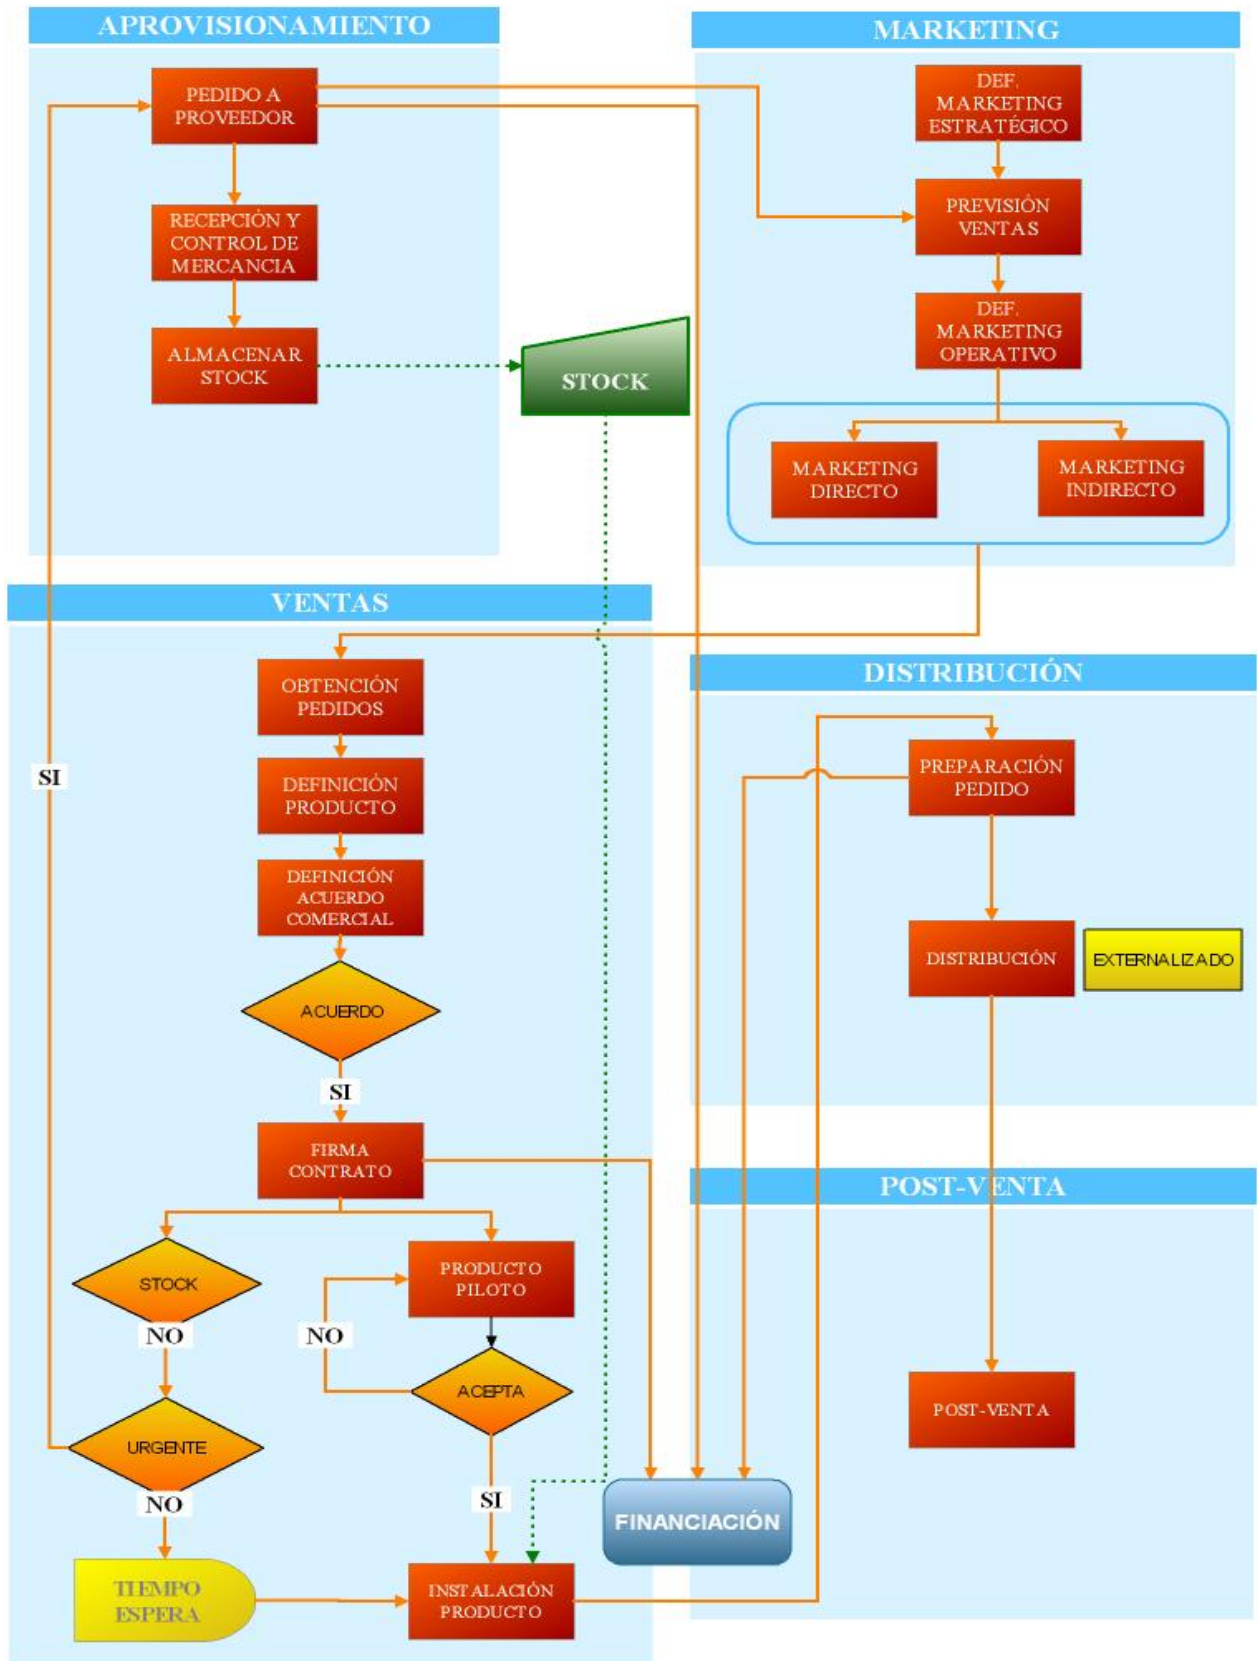 APROVISIONAMIENTO
PEDIDO A
PROVEEDOR
RECEPCIÓN Y
CONTROL DE
MERCANCIA
ALMACENAR
STOCK
STOCK
MARKETING
DEF.
MARKETING
ESTRATÉGICO
PREVISIÓN
VENTAS
DEF.
MARKETING
OPERATIVO
MARKETING
DIRECTO
MARKETING
INDIRECTO
VENTAS
OBTENCIÓN
PEDIDOS
DEFINICIÓN
PRODUCTO
DEFINICIÓN
ACUERDO
COMERCIAL
ACUERDO
SI
FIRMA
CONTRATO
STOCK
NO
URGENTE
SI
NO
TIEMPO
ESPERA
PRODUCTO
PILOTO
NO
ACEPTA
SI
INSTALACIÓN
PRODUCTO
FINANCIACIÓN
DISTRIBUCIÓN
PREPARACIÓN
PEDIDO
DISTRIBUCIÓN
EXTERNALIZADO
POST-VENTA
POST-VENTA